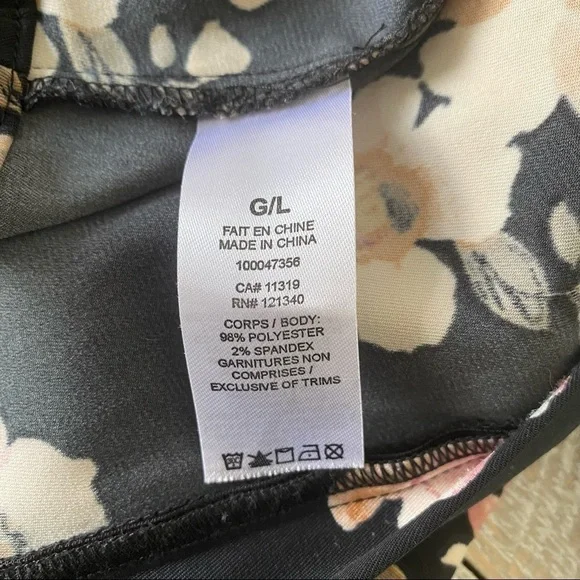 G/L
FAIT EN CHINE
MADE IN CHINA
100047356
CA# 11319
RN# 121340
CORPS / BODY:
98% POLYESTER
2% SPANDEX
GARNITURES NON
COMPRISES /
EXCLUSIVE OF TRIMS